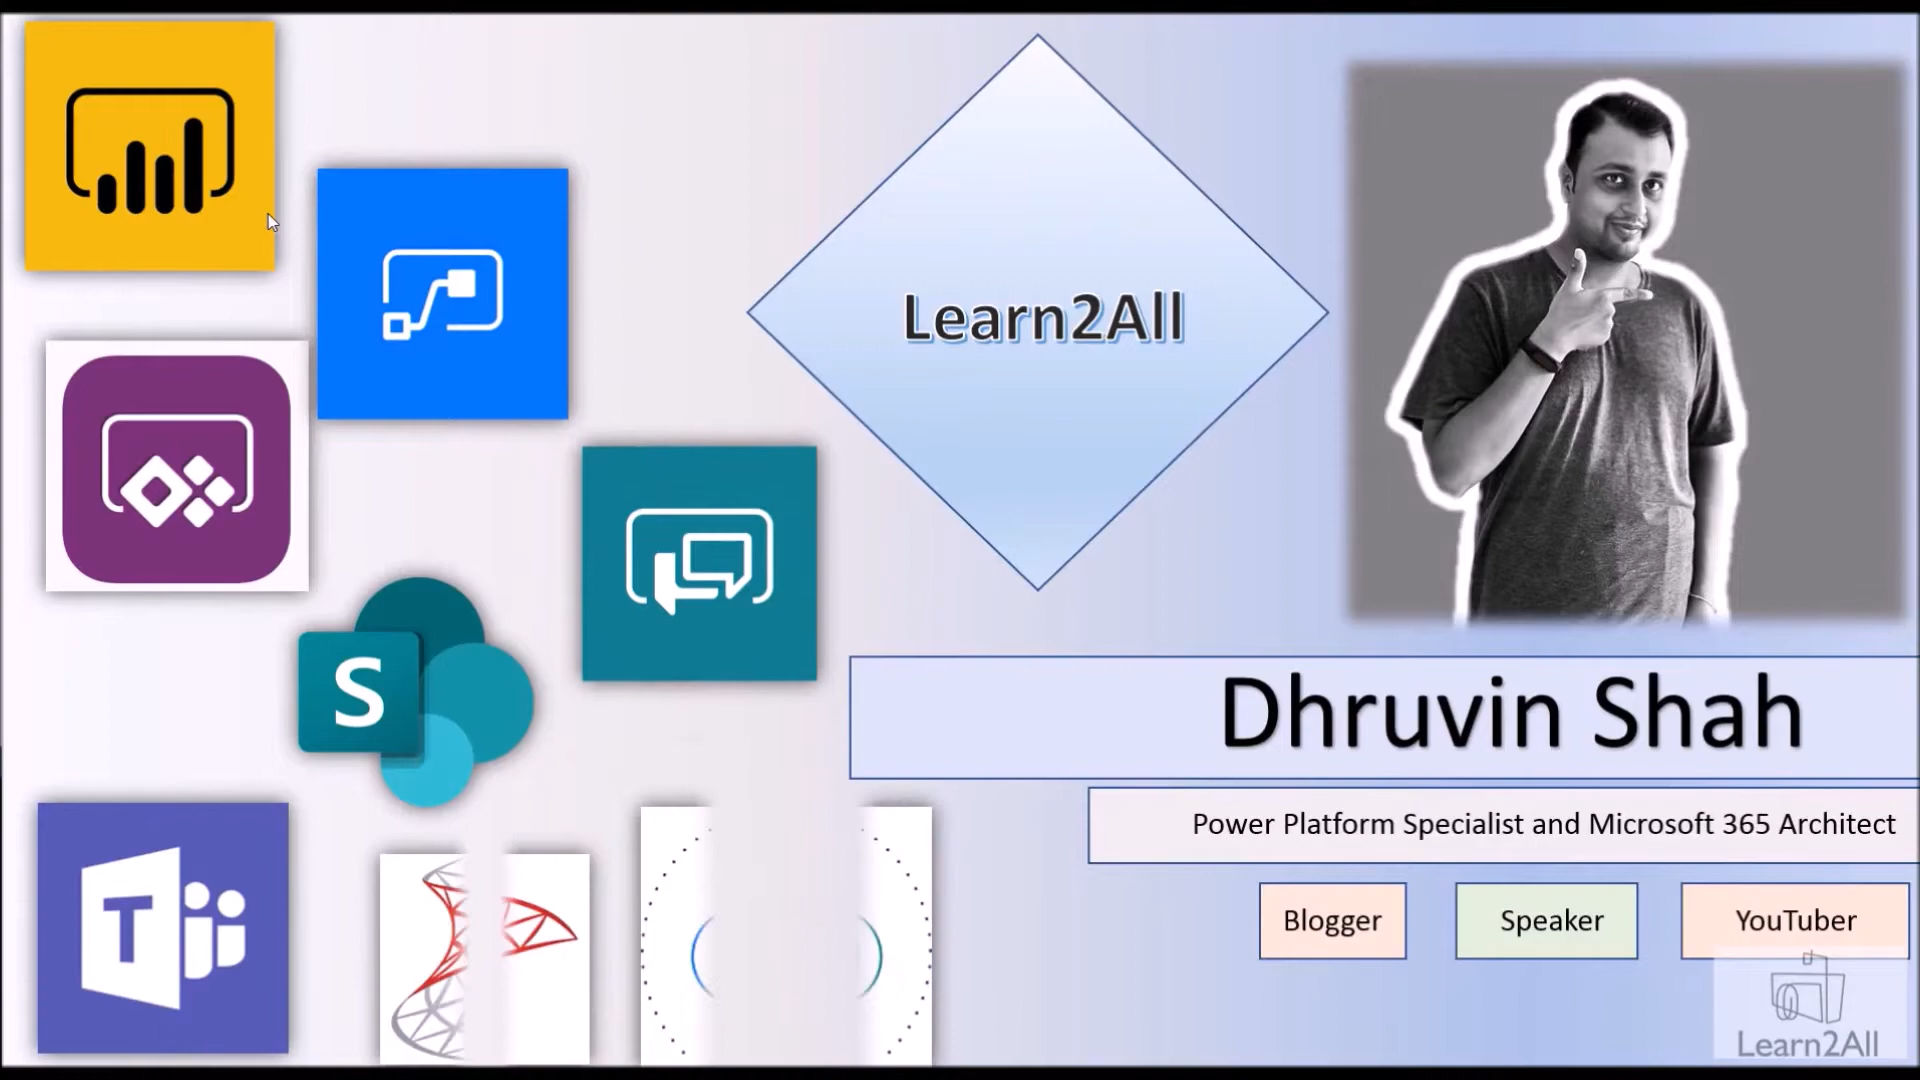 Learn2All
S
Dhruvin Shah
Power Platform Specialist and Microsoft 365 Architect
T
Blogger
Speaker
YouTuber
Learn2All